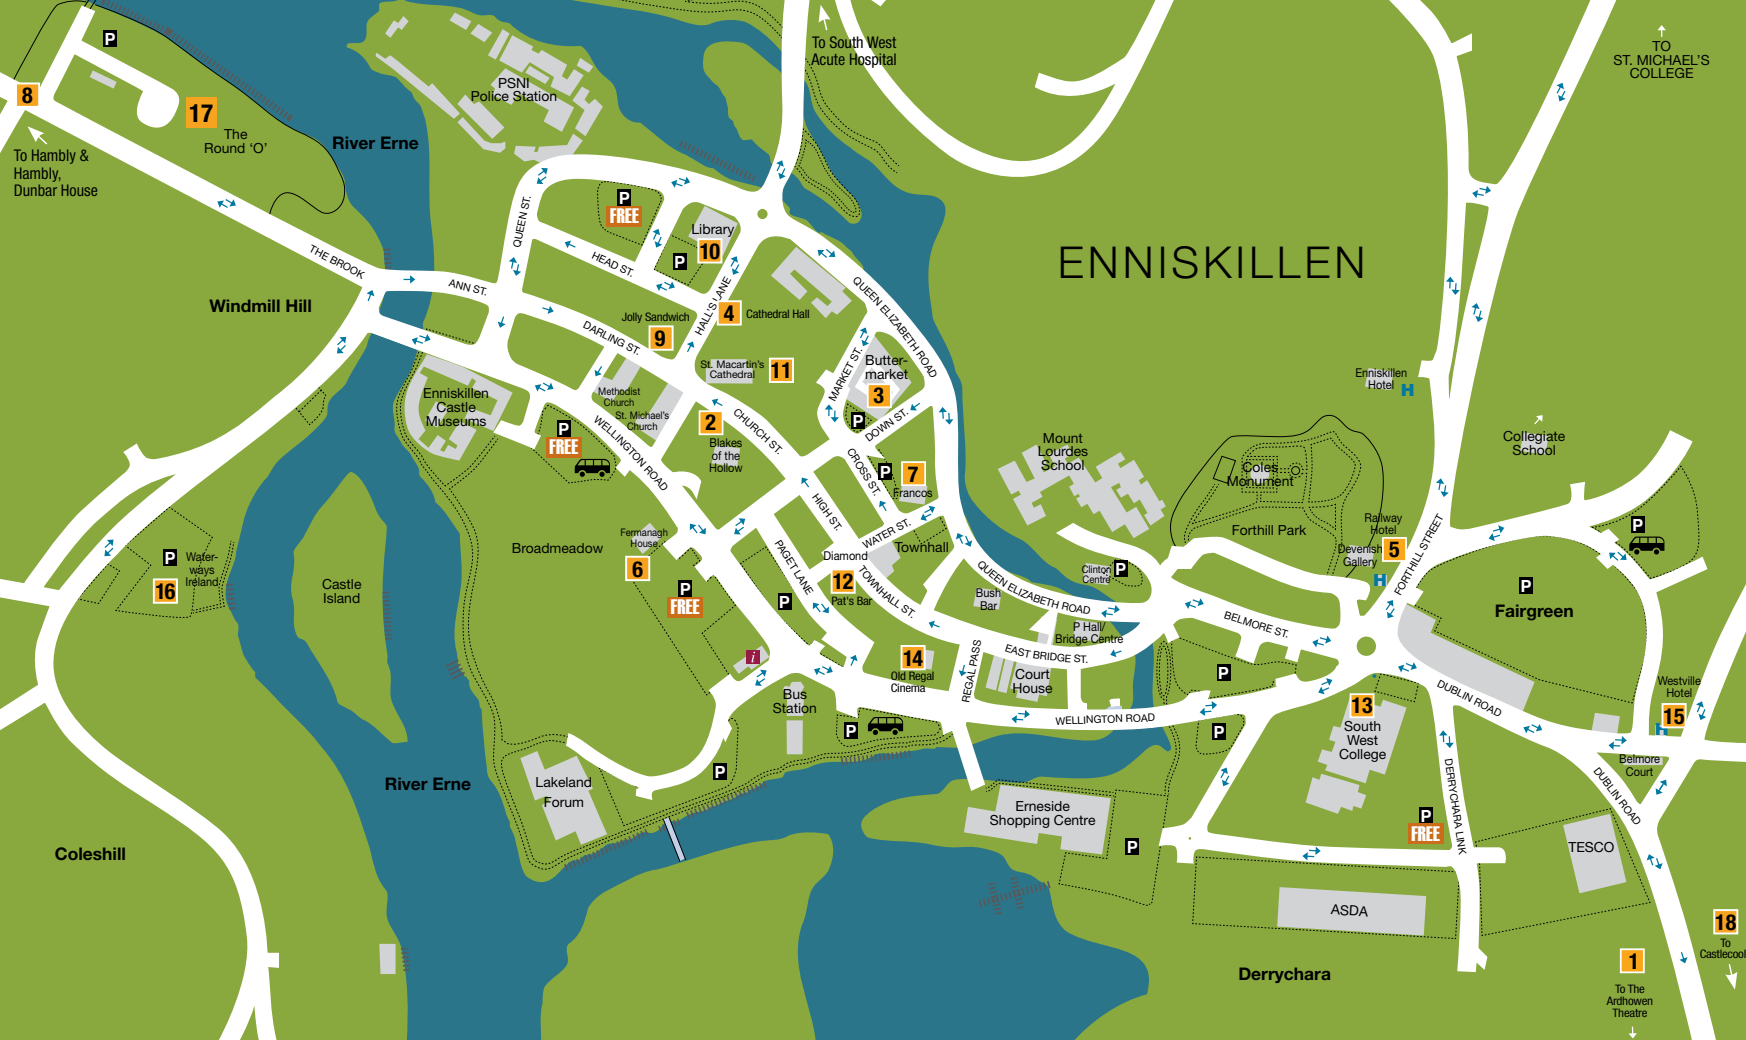 P
To South West
Acute Hospital
TO
ST. MICHAEL'S
COLLEGE
8
17
The
Round 'O'
PSNI
Police Station
River Erne
To Hambly &
Hambly,
Dunbar House
ENNISKILLEN
QUEEN ST.
P
FREE
Library
10
P
HEAD ST.
THE BROOK
ANN ST.
Windmill Hill
HALL'S LANE
4
Cathedral Hall
Jolly Sandwich
9
DARLING ST.
QUEEN ELIZABETH ROAD
St. Macartin's
Cathedral
11
MARKET ST.
Butter-
market
3
P
DOWN ST.
Enniskillen
Castle
Museums
Methodist
Church
St. Michael's
Church
2
Blakes
of the
Hollow
CHURCH ST.
Enniskillen
Hotel
H
P
FREE
WELLINGTON ROAD
CROSS ST.
P
7
Francos
Mount
Lourdes
School
Coles
Monument
Forthill Park
Collegiate
School
HIGH ST.
WATER ST.
Townhall
Diamond
12
Pat's Bar
Fermanagh
House
6
Broadmeadow
Railway
Hotel
5
Devenish
Gallery
H
FORTHILL STREET
P
P
Water-
ways
Ireland
16
Castle
Island
P
FREE
PAGET LANE
P
TOWNHALL ST.
Clinton
Centre
P
Bush
Bar
QUEEN ELIZABETH ROAD
P Hall/
Bridge Centre
BELMORE ST.
P
Fairgreen
i
14
Old Regal
Cinema
REGAL PASS
EAST BRIDGE ST.
Court
House
P
DUBLIN ROAD
Westville
Hotel
15
H
Bus
Station
P
WELLINGTON ROAD
P
13
South
West
College
Belmore
Court
River Erne
Lakeland
Forum
P
Erneside
Shopping Centre
P
DERRYCHARA LINK
P
FREE
DUBLIN ROAD
TESCO
Coleshill
ASDA
Derrychara
18
To
Castlecool
1
To The
Ardhowen
Theatre